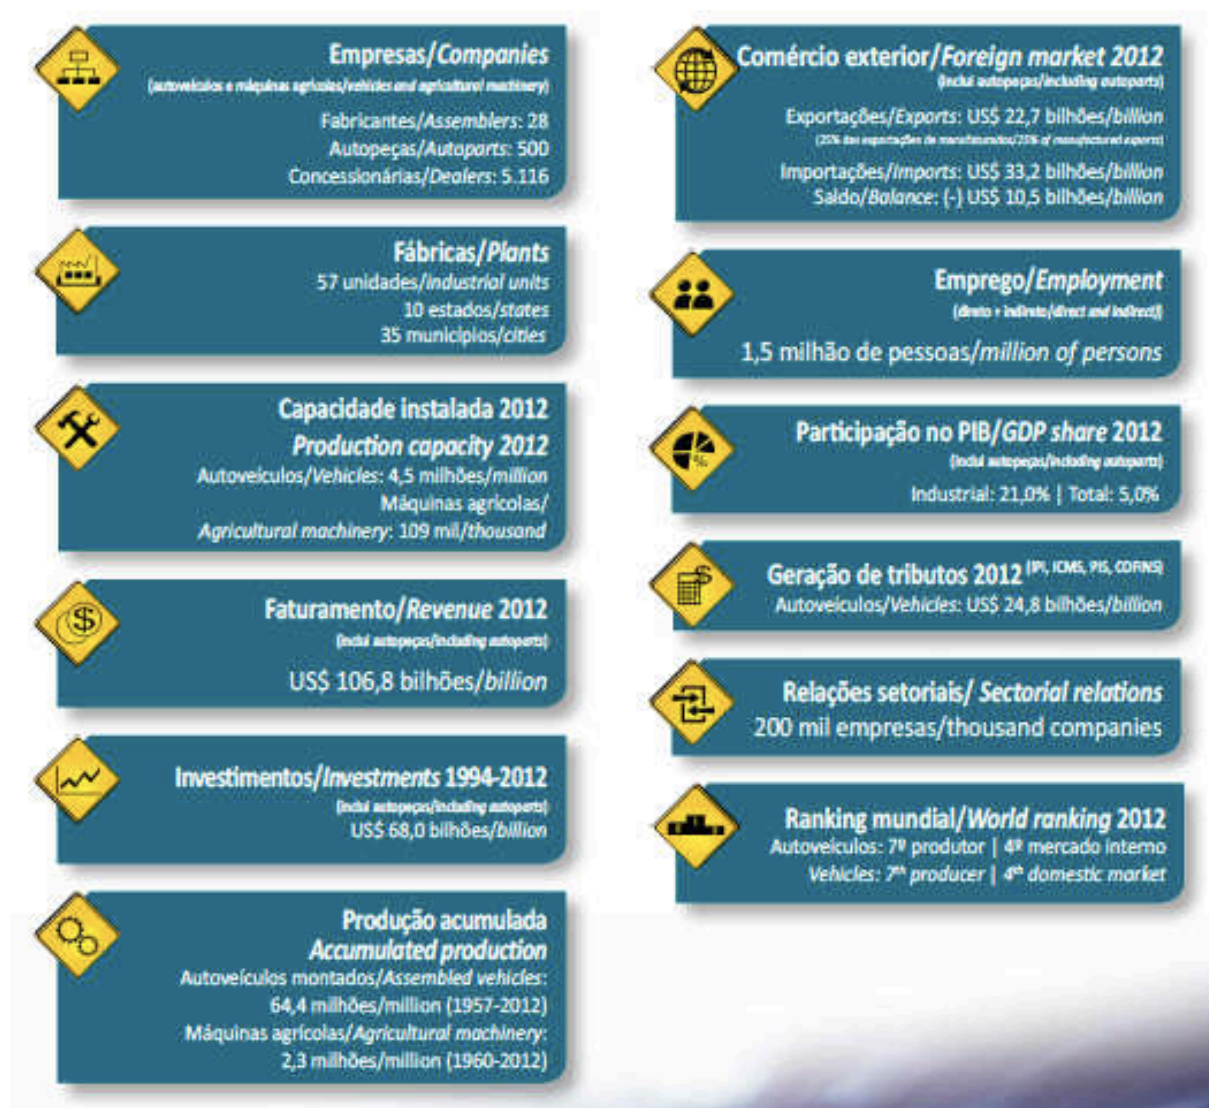 Empresas/Companies
(autoveículos e máquinas agrícolas/vehicles and agricultural machinery)
Fabricantes/Assemblers: 28
Autopeças/Autoparts: 500
Concessionárias/Dealers: 5.116
Fábricas/Plants
57 unidades/industrial units
10 estados/states
35 municípios/cities
Capacidade instalada 2012
Production capacity 2012
Autoveículos/Vehicles: 4,5 milhões/million
Máquinas agrícolas/
Agricultural machinery: 109 mil/thousand
Faturamento/Revenue 2012
(inclui autopeças/including autoparts)
US$ 106,8 bilhões/billion
Investimentos/Investments 1994-2012
(inclui autopeças/including autoparts)
US$ 68,0 bilhões/billion
Produção acumulada
Accumulated production
Autoveículos montados/Assembled vehicles:
64,4 milhões/million (1957-2012)
Máquinas agrícolas/Agricultural machinery:
2,3 milhões/million (1960-2012)
Comércio exterior/Foreign market 2012
(inclui autopeças/including autoparts)
Exportações/Exports: US$ 22,7 bilhões/billion
(25% das exportações de manufaturados/25% of manufactured exports)
Importações/Imports: US$ 33,2 bilhões/billion
Saldo/Balance: (-) US$ 10,5 bilhões/billion
Emprego/Employment
(direto + indireto/direct and indirect))
1,5 milhão de pessoas/million of persons
Participação no PIB/GDP share 2012
(inclui autopeças/including autoparts)
Industrial: 21,0% | Total: 5,0%
%
Geração de tributos 2012 (IPI, ICMS, PIS, COFINS)
Autoveículos/Vehicles: US$ 24,8 bilhões/billion
Relações setoriais/ Sectorial relations
200 mil empresas/thousand companies
Ranking mundial/World ranking 2012
Autoveículos: 7º produtor | 4º mercado interno
Vehicles: 7th producer | 4th domestic market